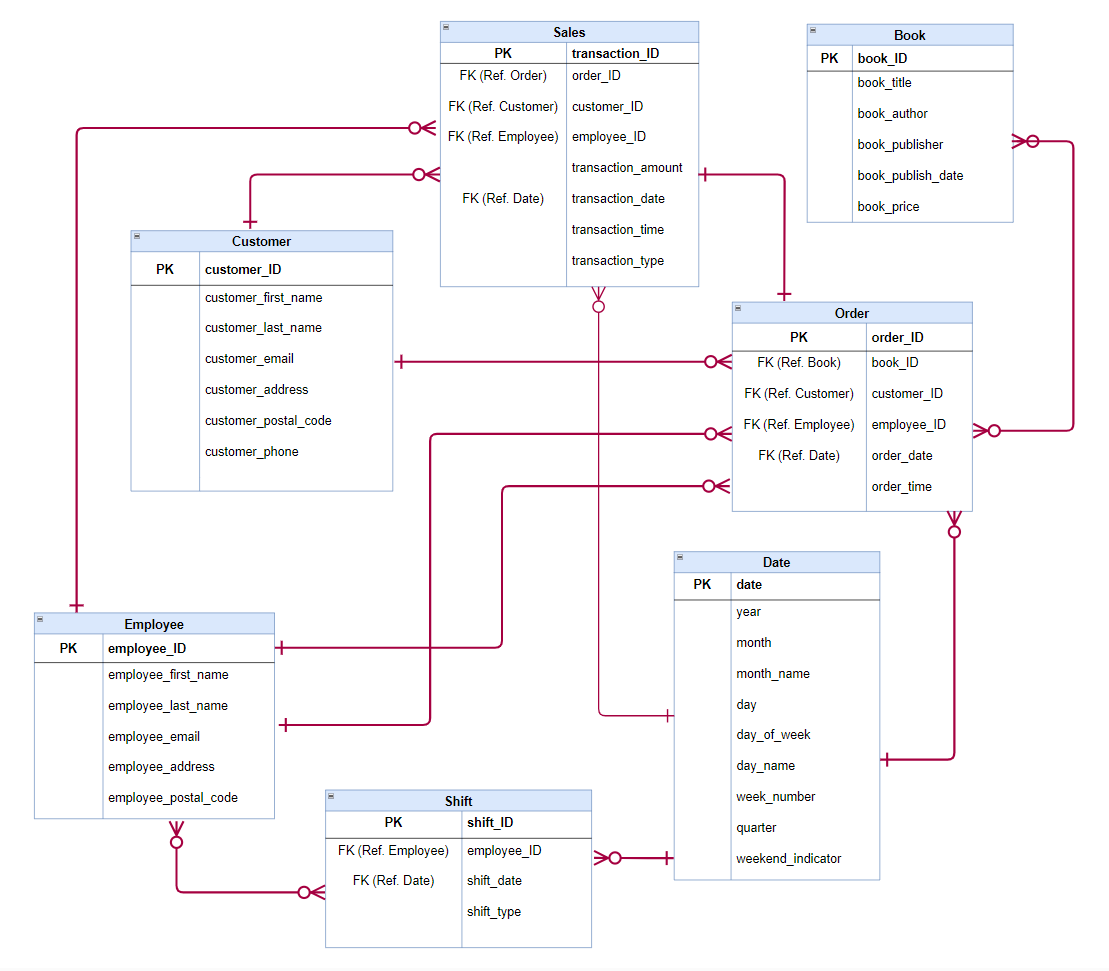 Sales
PK transaction_ID
FK (Ref. Order) order_ID
FK (Ref. Customer) customer_ID
FK (Ref. Employee) employee_ID
transaction_amount
FK (Ref. Date) transaction_date
transaction_time
transaction_type
Book
PK book_ID
book_title
book_author
book_publisher
book_publish_date
book_price
Customer
PK customer_ID
customer_first_name
customer_last_name
customer_email
customer_address
customer_postal_code
customer_phone
Order
PK order_ID
FK (Ref. Book) book_ID
FK (Ref. Customer) customer_ID
FK (Ref. Employee) employee_ID
FK (Ref. Date) order_date
order_time
Employee
PK employee_ID
employee_first_name
employee_last_name
employee_email
employee_address
employee_postal_code
Date
PK date
year
month
month_name
day
day_of_week
day_name
week_number
quarter
weekend_indicator
Shift
PK shift_ID
FK (Ref. Employee) employee_ID
FK (Ref. Date) shift_date
shift_type